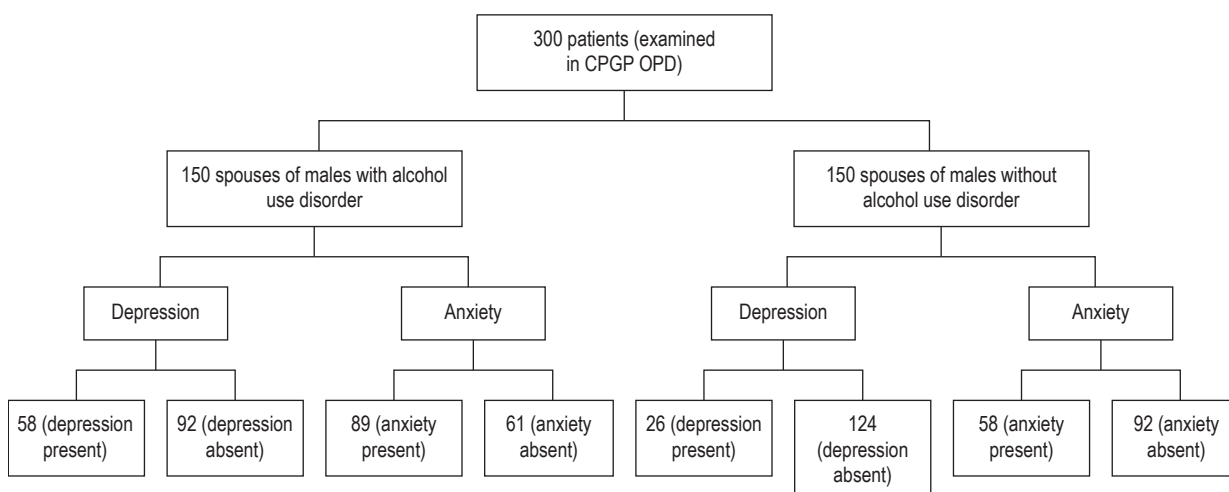 300 patients (examined
in CPGP OPD)
150 spouses of males with alcohol
use disorder
150 spouses of males without
alcohol use disorder
Depression
Anxiety
Depression
Anxiety
58 (depression
present)
92 (depression
absent)
89 (anxiety
present)
61 (anxiety
absent)
26 (depression
present)
124
(depression
absent)
58 (anxiety
present)
92 (anxiety
absent)